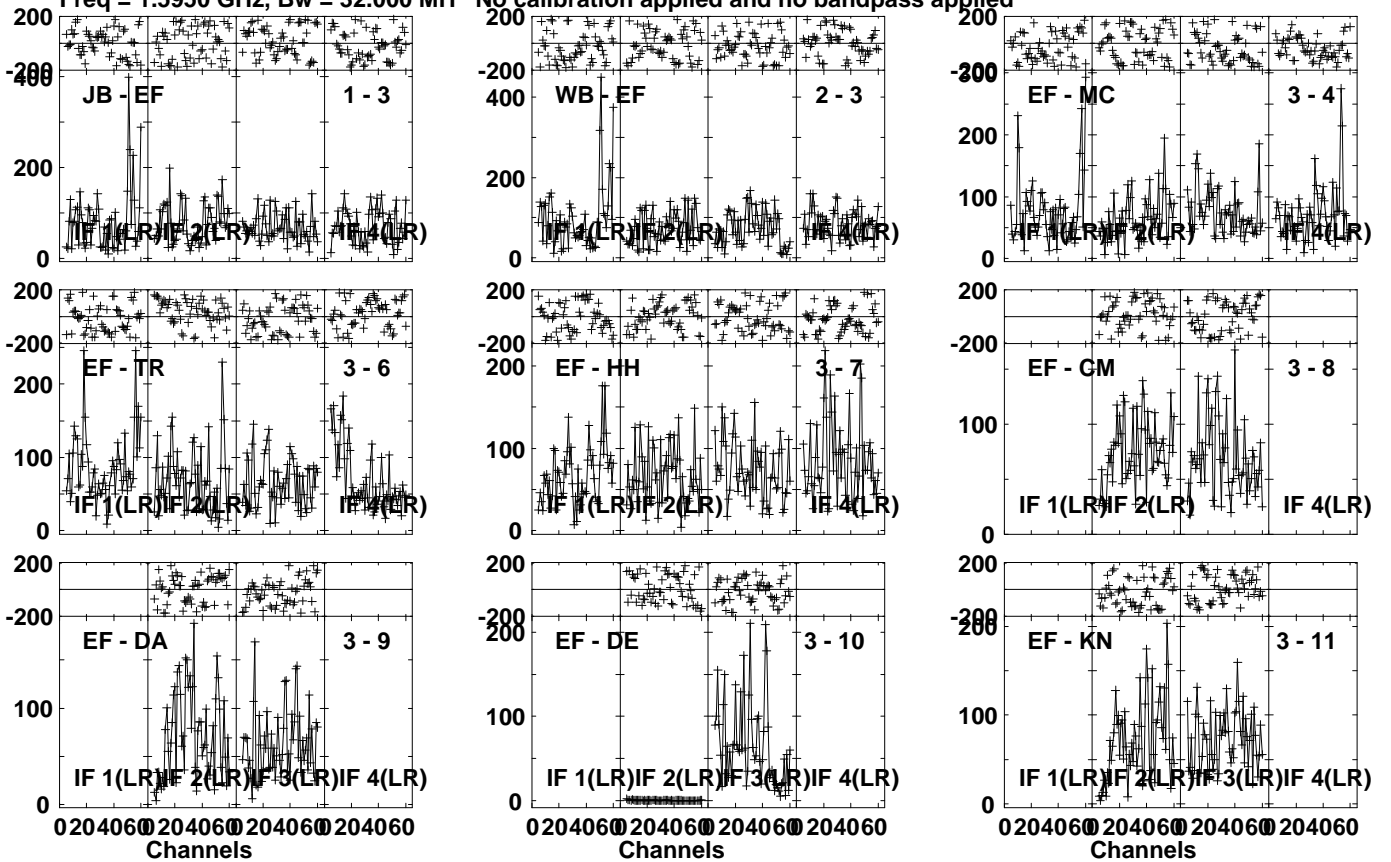 Freq = 1.5950 GHz, Bw = 32.000 MH No calibration applied and no bandpass applied
200
-200
400
200
0
JB - EF
1 - 3
IF 1(LR)
IF 2(LR)
IF 4(LR)
-200
400
200
0
WB - EF
2 - 3
IF 1(LR)
IF 2(LR)
IF 4(LR)
200
-200
300
200
100
0
EF - MC
3 - 4
IF 1(LR)
IF 2(LR)
IF 4(LR)
200
-200
200
100
0
EF - TR
3 - 6
IF 1(LR)
IF 2(LR)
IF 4(LR)
200
-200
200
100
0
EF - HH
3 - 7
IF 1(LR)
IF 2(LR)
IF 4(LR)
200
-200
100
0
EF - CM
3 - 8
IF 1(LR)
IF 2(LR)
IF 4(LR)
200
-200
100
0
EF - DA
3 - 9
IF 1(LR)
IF 2(LR)
IF 3(LR)
IF 4(LR)
0 20 40 60 0 20 40 60 0 20 40 60 0 20 40 60
Channels
200
-200
200
100
0
EF - DE
3 - 10
IF 1(LR)
IF 2(LR)
IF 3(LR)
IF 4(LR)
0 20 40 60 0 20 40 60 0 20 40 60 0 20 40 60
Channels
200
-200
200
100
0
EF - KN
3 - 11
IF 1(LR)
IF 2(LR)
IF 3(LR)
IF 4(LR)
0 20 40 60 0 20 40 60 0 20 40 60 0 20 40 60
Channels